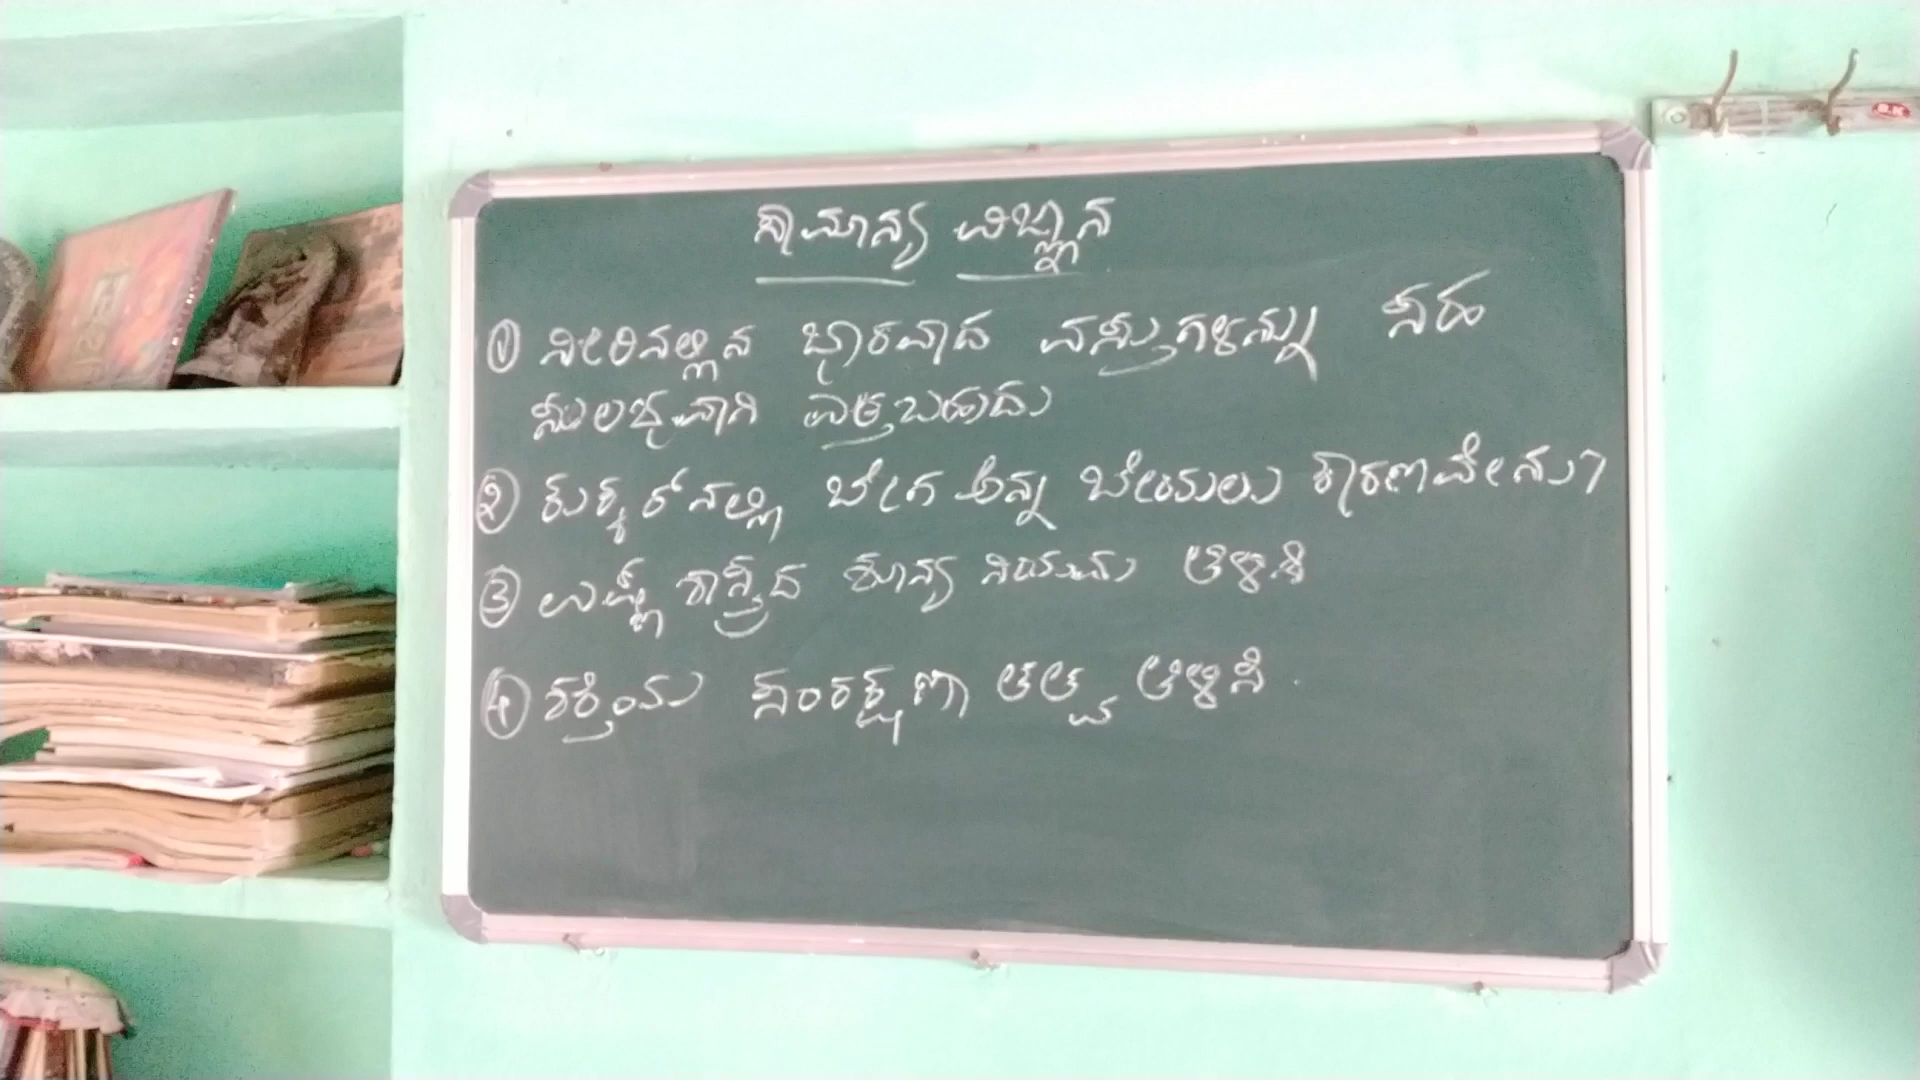 ಸಾಮಾನ್ಯ ವಿಜ್ಞಾನ
① ನೀರಿನಲ್ಲಿನ ಭಾರವಾದ ವಸ್ತುಗಳನ್ನು ಸಹ
ಸುಲಭವಾಗಿ ಎತ್ತಬಹುದು
② ಕುಕ್ಕರ್‌ನಲ್ಲಿ ಬೇಗ ಅನ್ನ ಬೇಯಲು ಕಾರಣವೇನು?
③ ಉಷ್ಣ ಶಾಸ್ತ್ರದ ಶೂನ್ಯ ನಿಯಮ ತಿಳಿಸಿ
④ ಶಕ್ತಿಯ ಸಂರಕ್ಷಣಾ ತತ್ವ ತಿಳಿಸಿ.